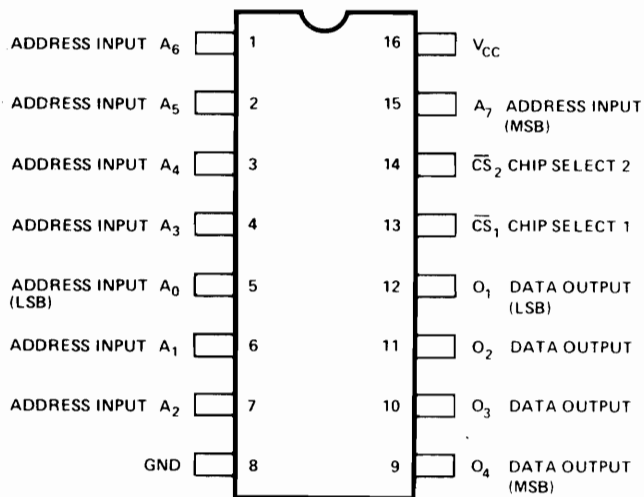 ADDRESS INPUT A6 1 16 VCC
ADDRESS INPUT A5 2 15 A7 ADDRESS INPUT
(MSB)
ADDRESS INPUT A4 3 14 C̅S̅2 CHIP SELECT 2
ADDRESS INPUT A3 4 13 C̅S̅1 CHIP SELECT 1
ADDRESS INPUT A0 5 12 O1 DATA OUTPUT
(LSB) (LSB)
ADDRESS INPUT A1 6 11 O2 DATA OUTPUT
ADDRESS INPUT A2 7 10 O3 DATA OUTPUT
GND 8 9 O4 DATA OUTPUT
(MSB)